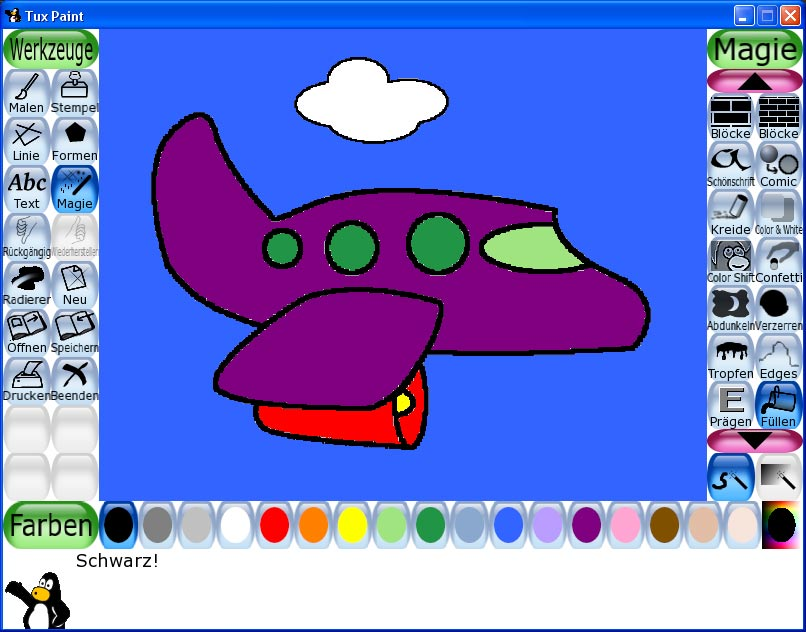 Tux Paint
Werkzeuge
Magie
Malen Stempel
Linie Formen
Abc
Text Magie
Rückgängig Wiederherstellen
Radierer Neu
Öffnen Speichern
Drucken Beenden
Blöcke Blöcke
Schönschrift Comic
Kreide Color & White
Color Shift Confetti
Abdunkeln Verzerren
Tropfen Edges
E
Prägen Füllen
Farben
Schwarz!